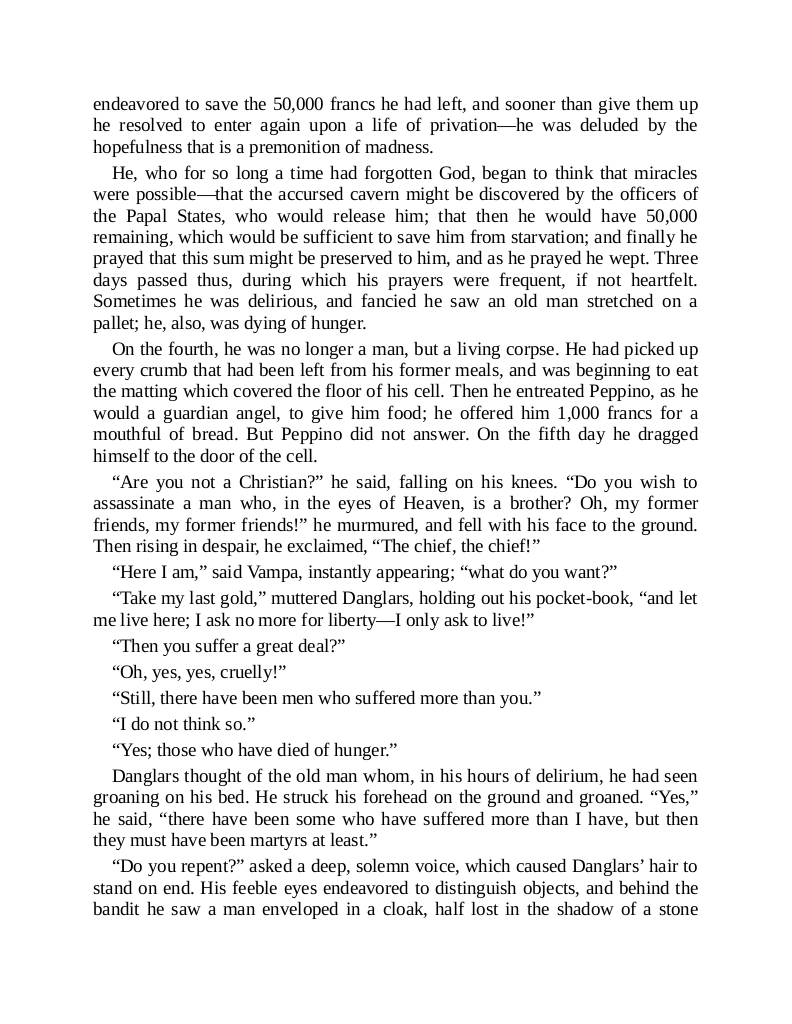 endeavored to save the 50,000 francs he had left, and sooner than give them up
he resolved to enter again upon a life of privation—he was deluded by the
hopefulness that is a premonition of madness.
He, who for so long a time had forgotten God, began to think that miracles
were possible—that the accursed cavern might be discovered by the officers of
the Papal States, who would release him; that then he would have 50,000
remaining, which would be sufficient to save him from starvation; and finally he
prayed that this sum might be preserved to him, and as he prayed he wept. Three
days passed thus, during which his prayers were frequent, if not heartfelt.
Sometimes he was delirious, and fancied he saw an old man stretched on a
pallet; he, also, was dying of hunger.
On the fourth, he was no longer a man, but a living corpse. He had picked up
every crumb that had been left from his former meals, and was beginning to eat
the matting which covered the floor of his cell. Then he entreated Peppino, as he
would a guardian angel, to give him food; he offered him 1,000 francs for a
mouthful of bread. But Peppino did not answer. On the fifth day he dragged
himself to the door of the cell.
“Are you not a Christian?” he said, falling on his knees. “Do you wish to
assassinate a man who, in the eyes of Heaven, is a brother? Oh, my former
friends, my former friends!” he murmured, and fell with his face to the ground.
Then rising in despair, he exclaimed, “The chief, the chief!”
“Here I am,” said Vampa, instantly appearing; “what do you want?”
“Take my last gold,” muttered Danglars, holding out his pocket-book, “and let
me live here; I ask no more for liberty—I only ask to live!”
“Then you suffer a great deal?”
“Oh, yes, yes, cruelly!”
“Still, there have been men who suffered more than you.”
“I do not think so.”
“Yes; those who have died of hunger.”
Danglars thought of the old man whom, in his hours of delirium, he had seen
groaning on his bed. He struck his forehead on the ground and groaned. “Yes,”
he said, “there have been some who have suffered more than I have, but then
they must have been martyrs at least.”
“Do you repent?” asked a deep, solemn voice, which caused Danglars’ hair to
stand on end. His feeble eyes endeavored to distinguish objects, and behind the
bandit he saw a man enveloped in a cloak, half lost in the shadow of a stone